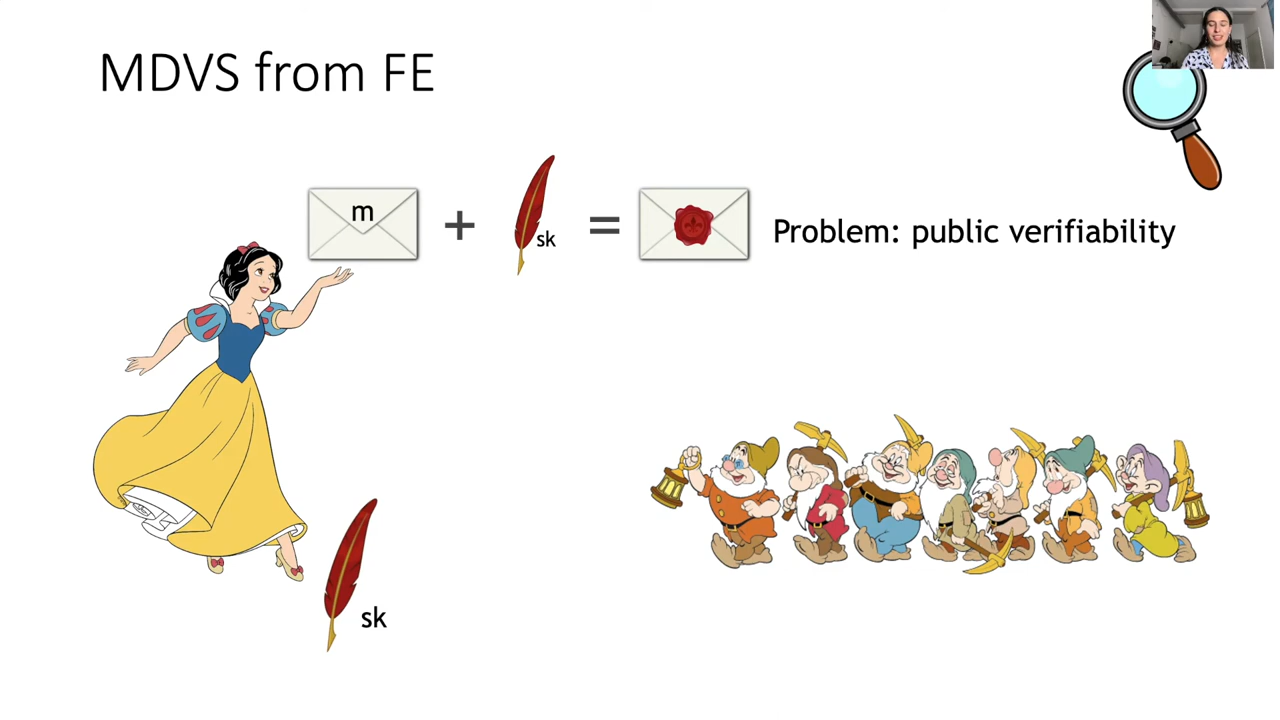 MDVS from FE
m
+
sk
=
Problem: public verifiability
sk